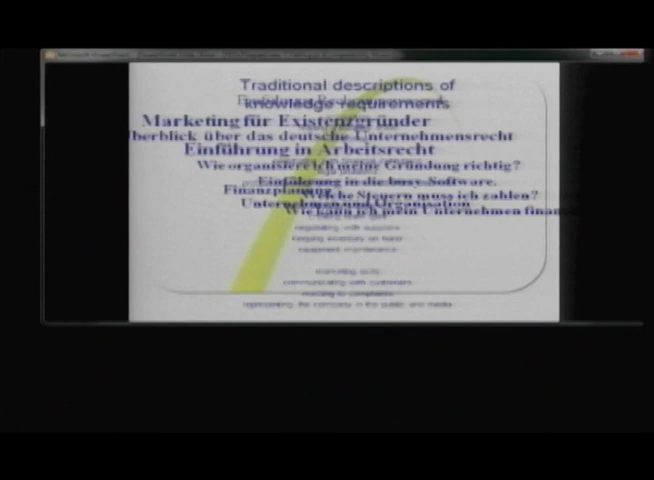 Traditional descriptions of
knowledge requirements
Marketing für Existenzgründer
Überblick über das deutsche Unternehmensrecht
Einführung in Arbeitsrecht
Wie organisiere ich meine Gründung richtig?
Einführung in die busy-Software.
Finanzplanung
Welche Steuern muss ich zahlen?
Unternehmen und Organisation
Wie kann ich mein Unternehmen finan
negotiating with suppliers
keeping inventory on hand
equipment maintenance
marketing skills:
communicating with customers
reacting to complaints
representing the company in the public and media